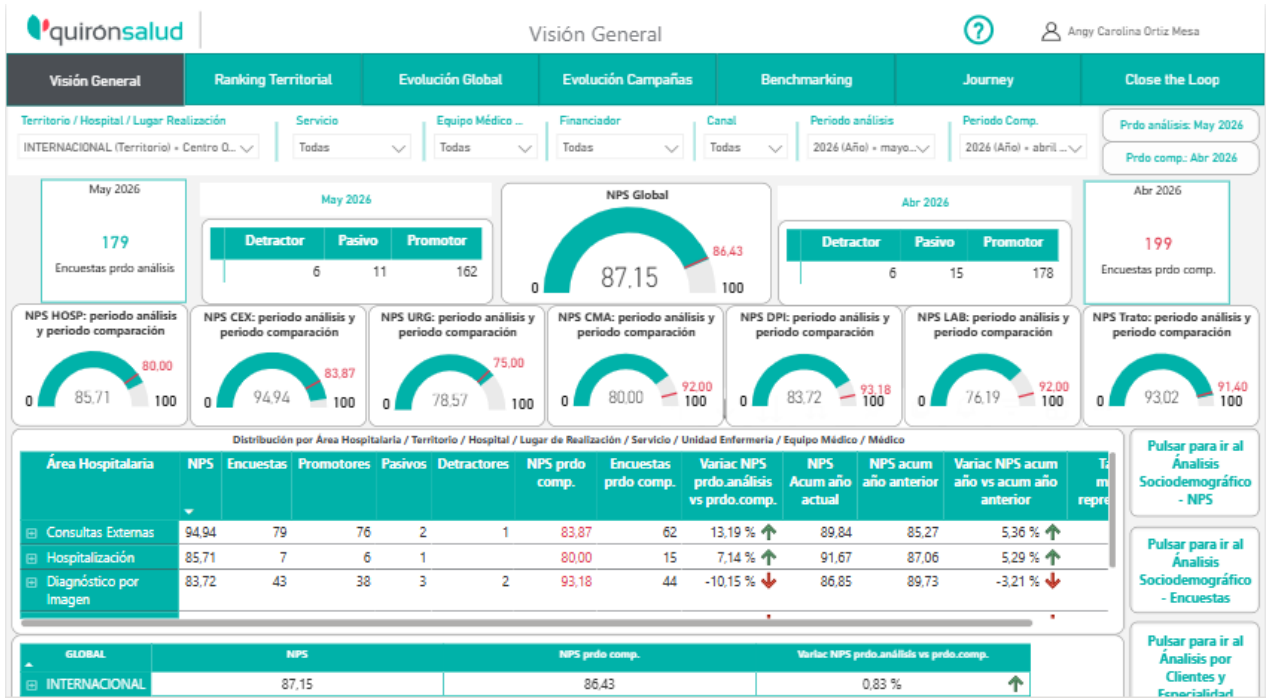 quirónsalud
Visión General
?
Angy Carolina Ortiz Mesa
Visión General
Ranking Territorial
Evolución Global
Evolución Campañas
Benchmarking
Journey
Close the Loop
Territorio / Hospital / Lugar Realización
Servicio
Equipo Médico ...
Financiador
Canal
Periodo análisis
Periodo Comp.
INTERNACIONAL (Territorio) + Centro O...
Todas
Todas
Todas
Todas
2026 (Año) + mayo...
2026 (Año) + abril ...
Prdo análisis: May 2026
Prdo comp.: Abr 2026
May 2026
179
Encuestas prdo análisis
May 2026
Detractor Pasivo Promotor
6 11 162
NPS Global
86,43
87,15
0 100
Abr 2026
Detractor Pasivo Promotor
6 15 178
Abr 2026
199
Encuestas prdo comp.
NPS HOSP: periodo análisis
y periodo comparación
80,00
85,71
0 100
NPS CEX: periodo análisis y
periodo comparación
83,87
94,94
0 100
NPS URG: periodo análisis y
periodo comparación
75,00
78,57
0 100
NPS CMA: periodo análisis y
periodo comparación
92,00
80,00
0 100
NPS DPI: periodo análisis y
periodo comparación
93,18
83,72
0 100
NPS LAB: periodo análisis y
periodo comparación
92,00
76,19
0 100
NPS Trato: periodo análisis y
periodo comparación
91,40
93,02
0 100
Distribución por Área Hospitalaria / Territorio / Hospital / Lugar de Realización / Servicio / Unidad Enfermeria / Equipo Médico / Médico
Área Hospitalaria NPS Encuestas Promotores Pasivos Detractores NPS prdo comp. Encuestas prdo comp. Variac NPS prdo.análisis vs prdo.comp. NPS Acum año actual NPS acum año anterior Variac NPS acum año vs acum año anterior
Consultas Externas 94,94 79 76 2 1 83,87 62 13,19 % 89,84 85,27 5,36 %
Hospitalización 85,71 7 6 1 80,00 15 7,14 % 91,67 87,06 5,29 %
Diagnóstico por Imagen 83,72 43 38 3 2 93,18 44 -10,15 % 86,85 89,73 -3,21 %
Pulsar para ir al
Ánalisis
Sociodemográfico
- NPS
Pulsar para ir al
Ánalisis
Sociodemográfico
- Encuestas
Pulsar para ir al
Ánalisis por
Clientes y
Especialidad
GLOBAL NPS NPS prdo comp. Variac NPS prdo.análisis vs prdo.comp.
INTERNACIONAL 87,15 86,43 0,83 %